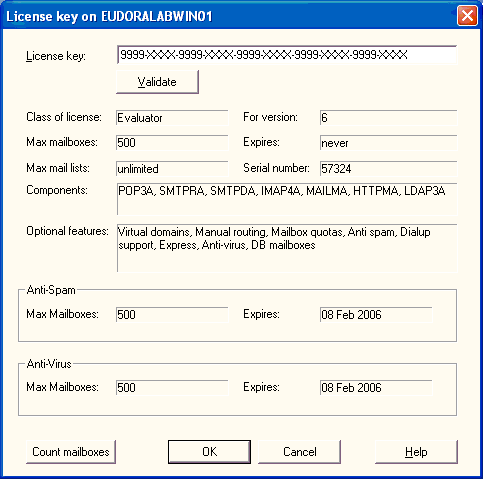 License key on EUDORALABWIN01
License key: 9999-XXXX-9999-XXXX-9999-XXXX-9999-XXXX-9999-XXXX
Validate
Class of license: Evaluator For version: 6
Max mailboxes: 500 Expires: never
Max mail lists: unlimited Serial number: 57324
Components: POP3A, SMTPRA, SMTPDA, IMAP4A, MAILMA, HTTPMA, LDAP3A
Optional features: Virtual domains, Manual routing, Mailbox quotas, Anti spam, Dialup
support, Express, Anti-virus, DB mailboxes
Anti-Spam
Max Mailboxes: 500 Expires: 08 Feb 2006
Anti-Virus
Max Mailboxes: 500 Expires: 08 Feb 2006
Count mailboxes OK Cancel Help